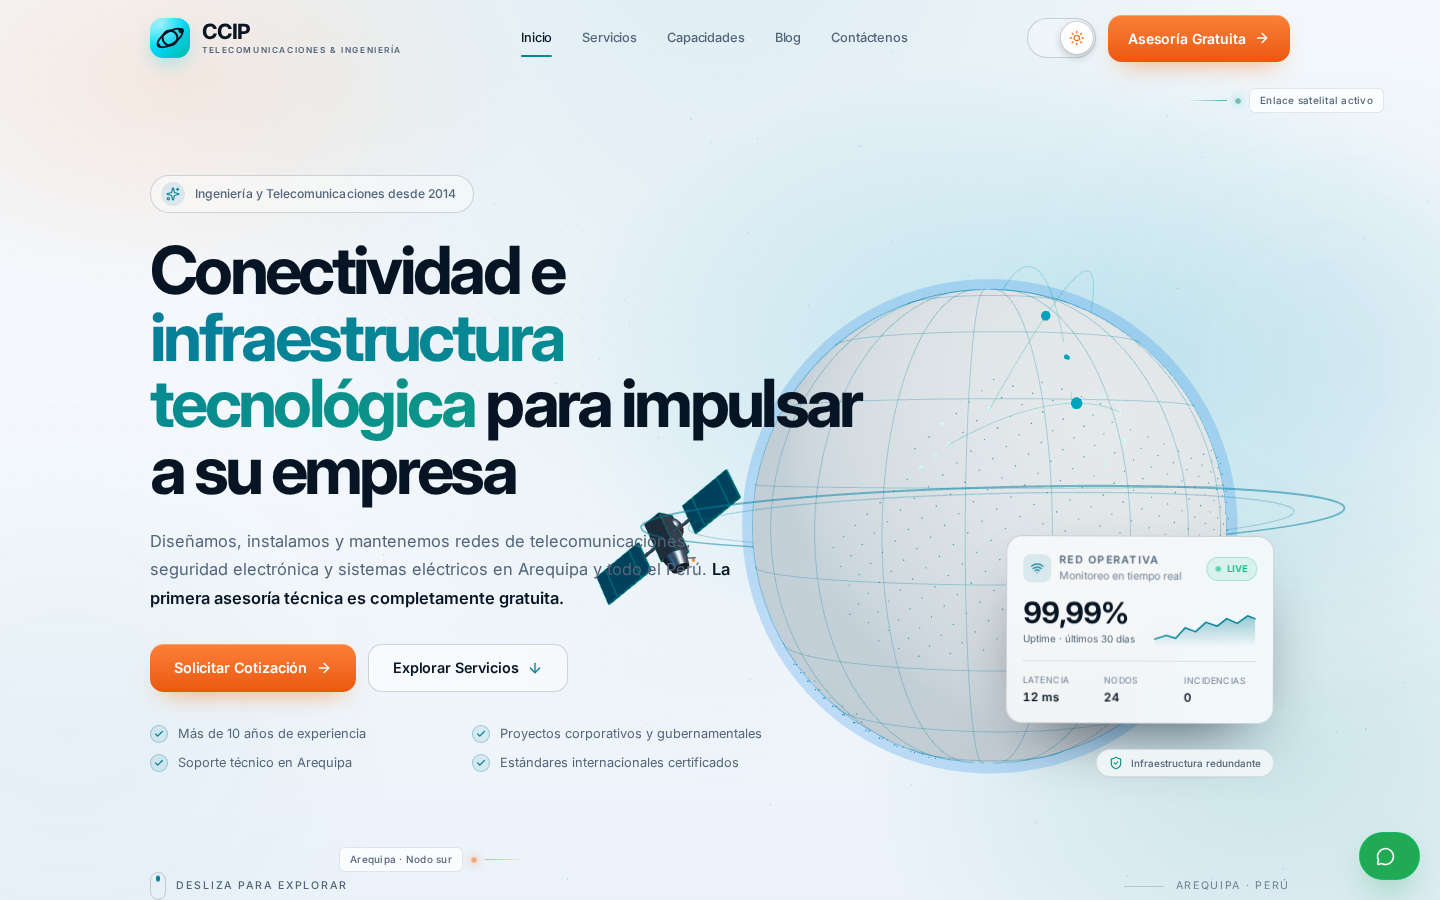 CCIP
TELECOMUNICACIONES & INGENIERÍA
Inicio
Servicios
Capacidades
Blog
Contáctenos
Asesoría Gratuita
Enlace satelital activo
Ingeniería y Telecomunicaciones desde 2014
Conectividad e
infraestructura
tecnológica para impulsar
a su empresa
Diseñamos, instalamos y mantenemos redes de telecomunicaciones,
seguridad electrónica y sistemas eléctricos en Arequipa y todo el Perú. La
primera asesoría técnica es completamente gratuita.
Solicitar Cotización
Explorar Servicios
Más de 10 años de experiencia
Proyectos corporativos y gubernamentales
Soporte técnico en Arequipa
Estándares internacionales certificados
RED OPERATIVA
Monitoreo en tiempo real
LIVE
99,99%
Uptime · últimos 30 días
LATENCIA
12 ms
NODOS
24
INCIDENCIAS
0
Infraestructura redundante
Arequipa · Nodo sur
DESLIZA PARA EXPLORAR
AREQUIPA · PERÚ